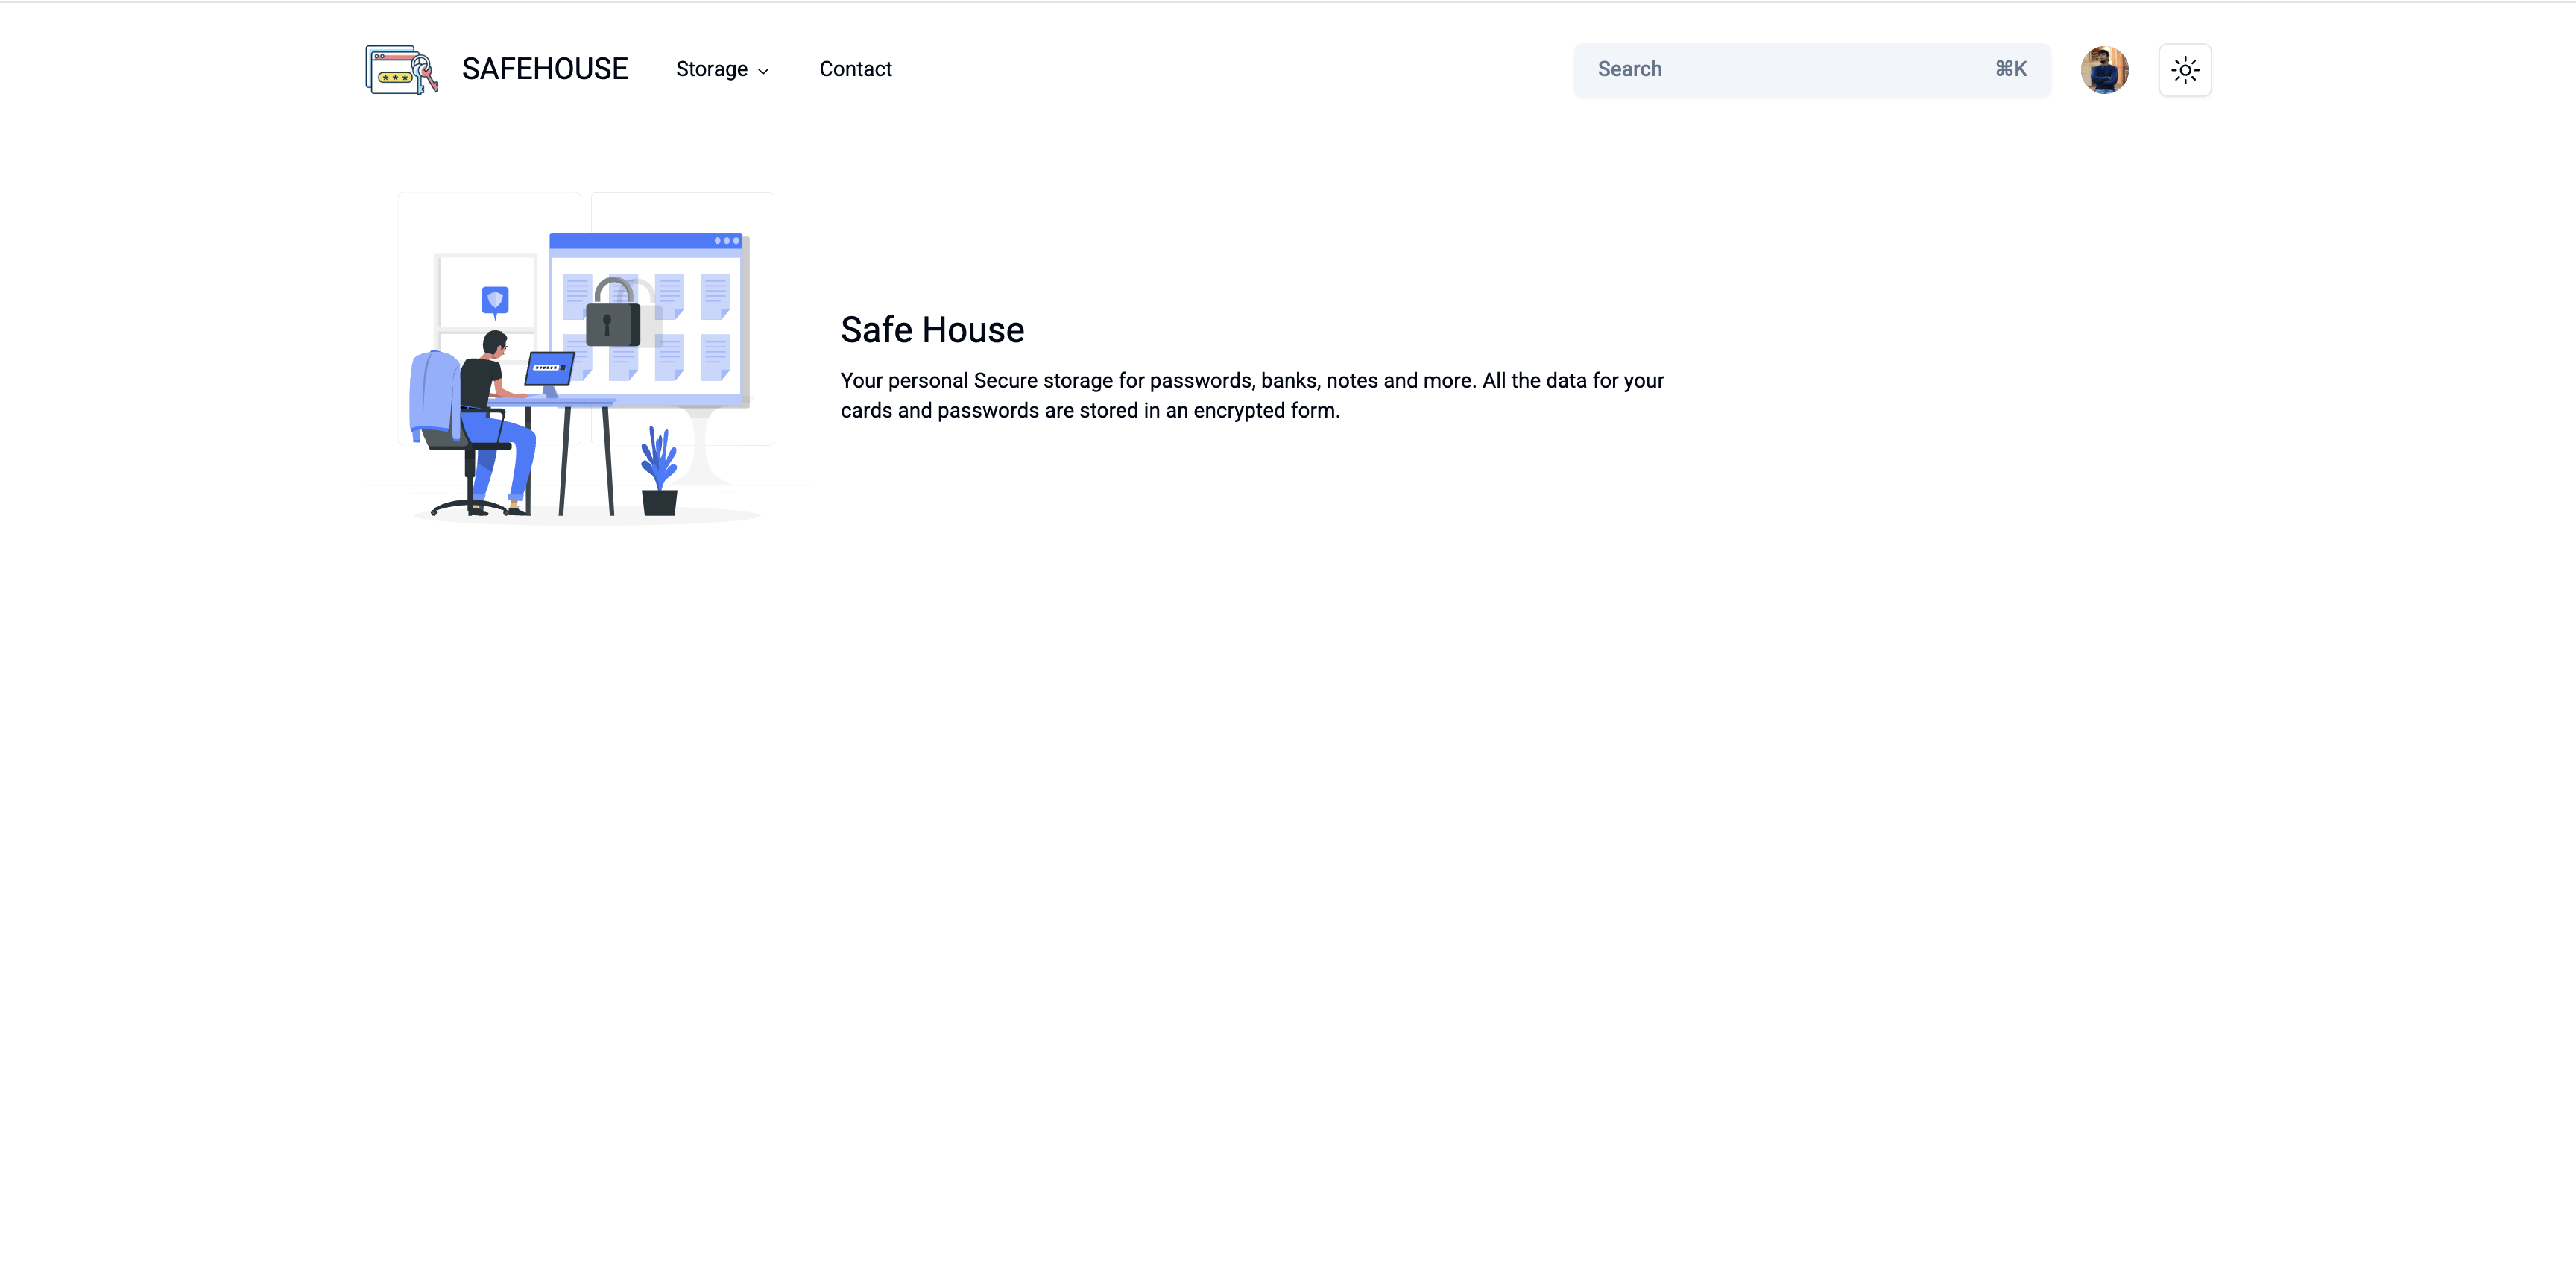 SAFEHOUSE
Storage
Contact
Search
⌘K
Safe House
Your personal Secure storage for passwords, banks, notes and more. All the data for your
cards and passwords are stored in an encrypted form.